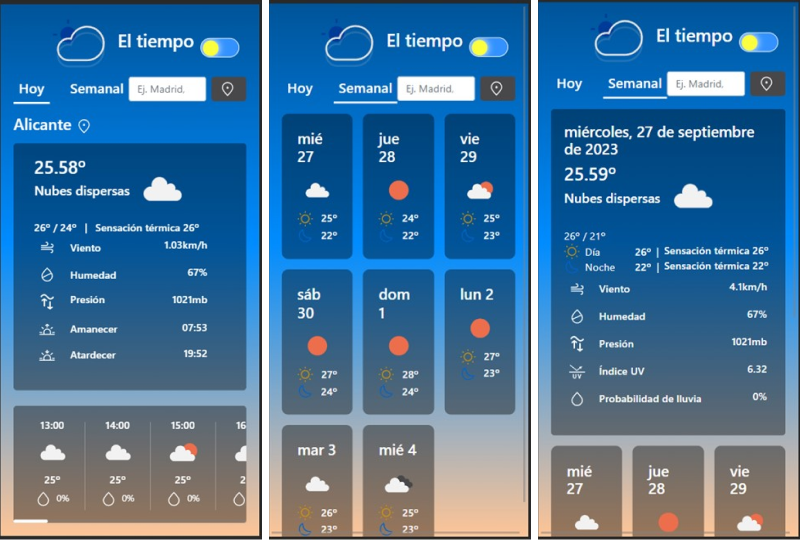 El tiempo
Hoy Semanal Ej. Madrid.
Alicante
25.58º
Nubes dispersas
26º / 24º | Sensación térmica 26º
Viento 1.03km/h
Humedad 67%
Presión 1021mb
Amanecer 07:53
Atardecer 19:52
13:00 14:00 15:00 16
25º 25º 25º 2
0% 0% 0%
El tiempo
Hoy Semanal Ej. Madrid.
mié jue vie
27 28 29
25º 24º 25º
22º 22º 23º
sáb dom lun 2
30 1
27º 28º 27º
24º 24º 23º
mar 3 mié 4
26º 25º
23º 23º
El tiempo
Hoy Semanal Ej. Madrid.
miércoles, 27 de septiembre
de 2023
25.59º
Nubes dispersas
26º / 21º
Día 26º | Sensación térmica 26º
Noche 22º | Sensación térmica 22º
Viento 4.1km/h
Humedad 67%
Presión 1021mb
UV Índice UV 6.32
Probabilidad de lluvia 0%
mié jue vie
27 28 29